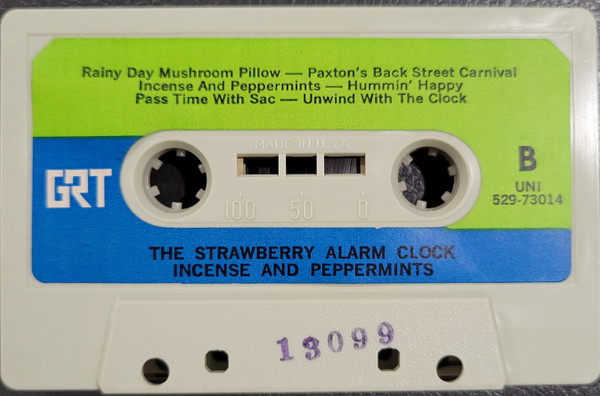 Rainy Day Mushroom Pillow — Paxton's Back Street Carnival
Incense And Peppermints — Hummin' Happy
Pass Time With Sac — Unwind With The Clock
MADE IN U.S.A.
GRT
B
UNI
529-73014
100 50 0
THE STRAWBERRY ALARM CLOCK
INCENSE AND PEPPERMINTS
13099